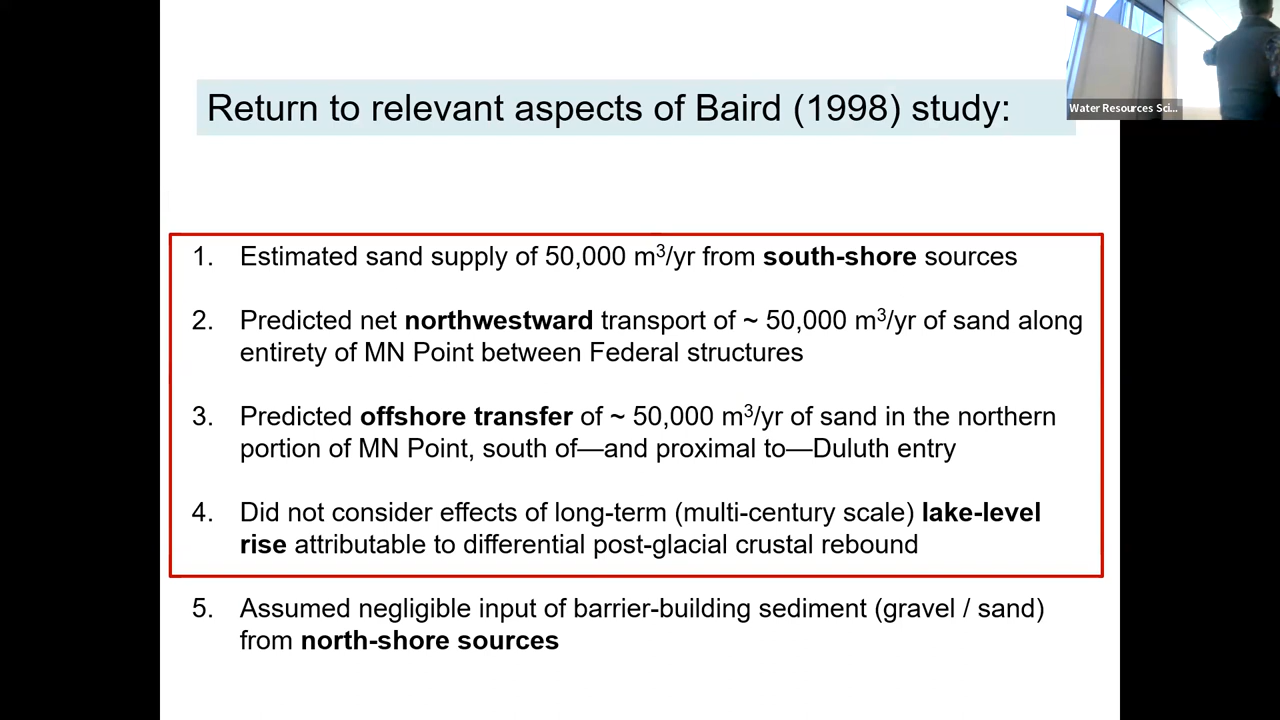 Return to relevant aspects of Baird (1998) study:
Water Resources Sci...
1. Estimated sand supply of 50,000 m³/yr from south-shore sources
2. Predicted net northwestward transport of ~ 50,000 m³/yr of sand along
entirety of MN Point between Federal structures
3. Predicted offshore transfer of ~ 50,000 m³/yr of sand in the northern
portion of MN Point, south of—and proximal to—Duluth entry
4. Did not consider effects of long-term (multi-century scale) lake-level
rise attributable to differential post-glacial crustal rebound
5. Assumed negligible input of barrier-building sediment (gravel / sand)
from north-shore sources